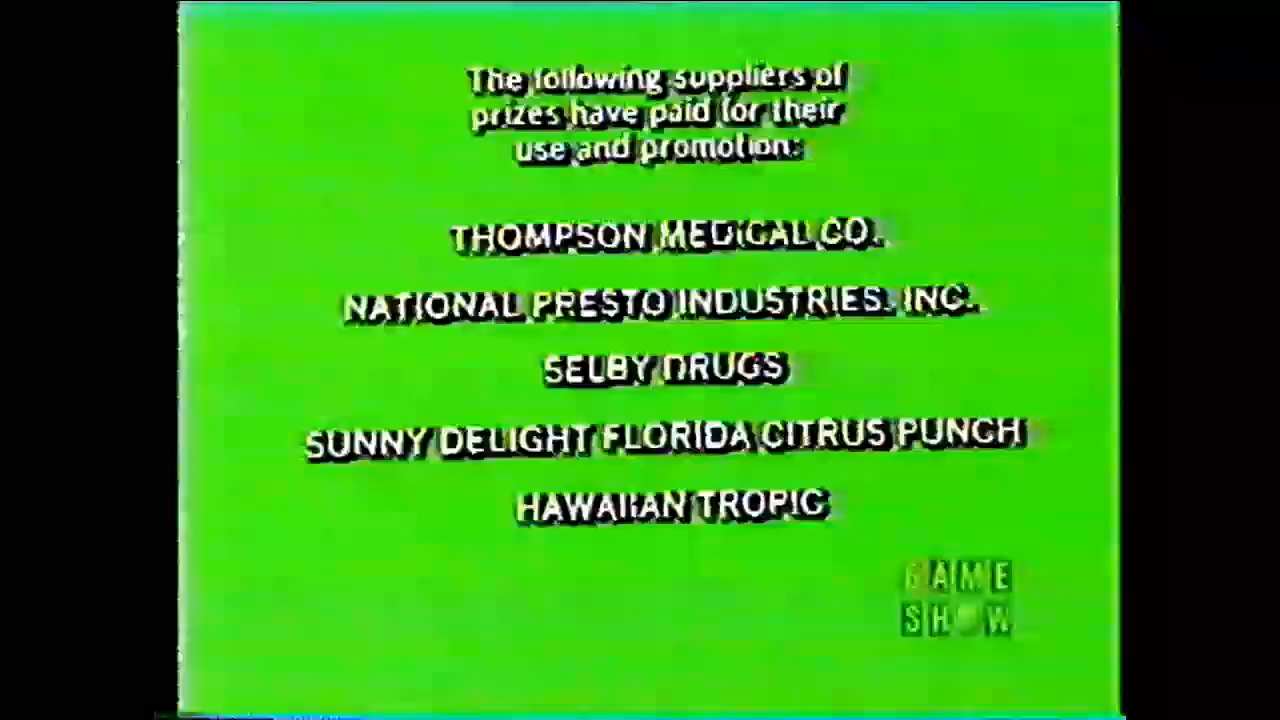 The following suppliers of
prizes have paid for their
use and promotion:
THOMPSON MEDICAL CO.
NATIONAL PRESTO INDUSTRIES, INC.
SELBY DRUGS
SUNNY DELIGHT FLORIDA CITRUS PUNCH
HAWAIIAN TROPIC
GAME
SHOW